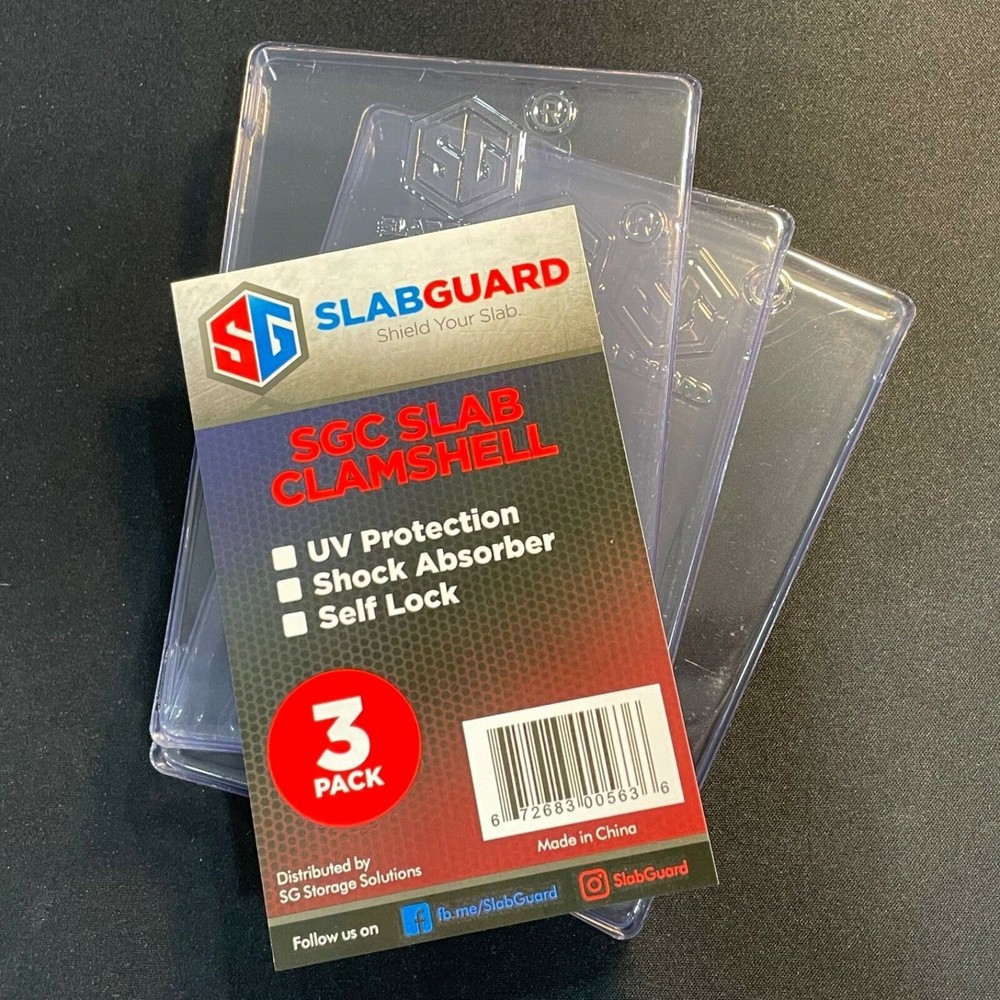 SG
®
®
SG
SLABGUARD
Shield Your Slab.
SGC SLAB
CLAMSHELL
UV Protection
Shock Absorber
Self Lock
3
PACK
6 72683 00563 6
Made in China
Distributed by
SG Storage Solutions
Follow us on
fb.me/SlabGuard
SlabGuard